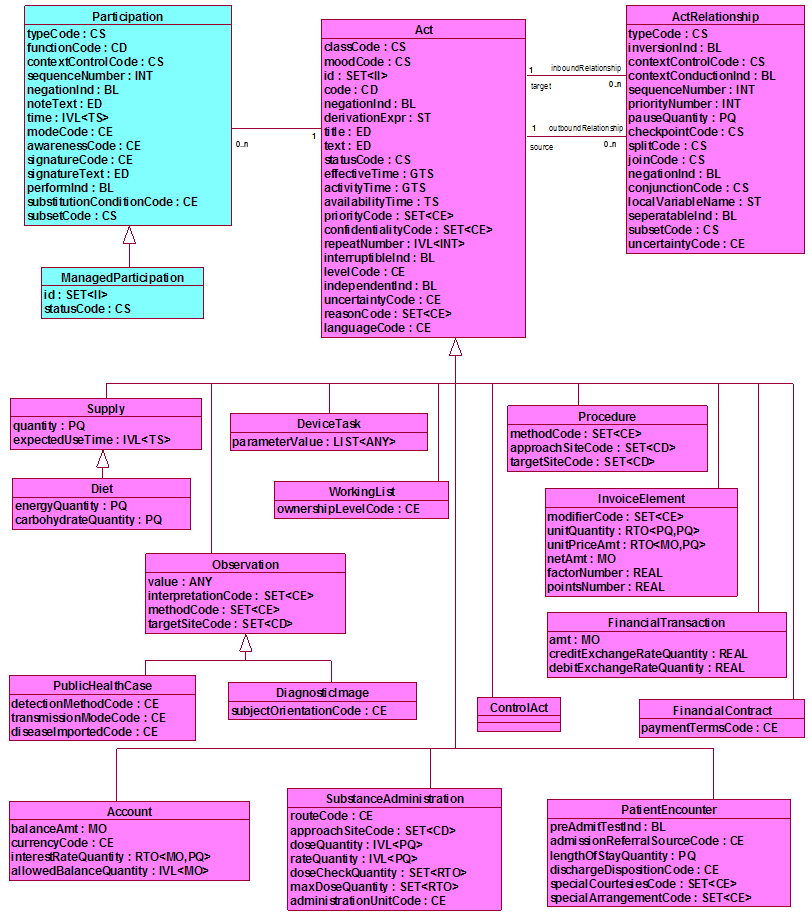 Participation
typeCode : CS
functionCode : CD
contextControlCode : CS
sequenceNumber : INT
negationInd : BL
noteText : ED
time : IVL<TS>
modeCode : CE
awarenessCode : CE
signatureCode : CE
signatureText : ED
performInd : BL
substitutionConditionCode : CE
subsetCode : CS
ManagedParticipation
id : SET<II>
statusCode : CS
0..n
1
Act
classCode : CS
moodCode : CS
id : SET<II>
code : CD
negationInd : BL
derivationExpr : ST
title : ED
text : ED
statusCode : CS
effectiveTime : GTS
activityTime : GTS
availabilityTime : TS
priorityCode : SET<CE>
confidentialityCode : SET<CE>
repeatNumber : IVL<INT>
interruptibleInd : BL
levelCode : CE
independentInd : BL
uncertaintyCode : CE
reasonCode : SET<CE>
languageCode : CE
1 inboundRelationship
target 0..n
1 outboundRelationship
source 0..n
ActRelationship
typeCode : CS
inversionInd : BL
contextControlCode : CS
contextConductionInd : BL
sequenceNumber : INT
priorityNumber : INT
pauseQuantity : PQ
checkpointCode : CS
splitCode : CS
joinCode : CS
negationInd : BL
conjunctionCode : CS
localVariableName : ST
seperatableInd : BL
subsetCode : CS
uncertaintyCode : CE
Supply
quantity : PQ
expectedUseTime : IVL<TS>
Diet
energyQuantity : PQ
carbohydrateQuantity : PQ
DeviceTask
parameterValue : LIST<ANY>
WorkingList
ownershipLevelCode : CE
Procedure
methodCode : SET<CE>
approachSiteCode : SET<CD>
targetSiteCode : SET<CD>
InvoiceElement
modifierCode : SET<CE>
unitQuantity : RTO<PQ,PQ>
unitPriceAmt : RTO<MO,PQ>
netAmt : MO
factorNumber : REAL
pointsNumber : REAL
Observation
value : ANY
interpretationCode : SET<CE>
methodCode : SET<CE>
targetSiteCode : SET<CD>
FinancialTransaction
amt : MO
creditExchangeRateQuantity : REAL
debitExchangeRateQuantity : REAL
PublicHealthCase
detectionMethodCode : CE
transmissionModeCode : CE
diseaseImportedCode : CE
DiagnosticImage
subjectOrientationCode : CE
ControlAct
FinancialContract
paymentTermsCode : CE
Account
balanceAmt : MO
currencyCode : CE
interestRateQuantity : RTO<MO,PQ>
allowedBalanceQuantity : IVL<MO>
SubstanceAdministration
routeCode : CE
approachSiteCode : SET<CD>
doseQuantity : IVL<PQ>
rateQuantity : IVL<PQ>
doseCheckQuantity : SET<RTO>
maxDoseQuantity : SET<RTO>
administrationUnitCode : CE
PatientEncounter
preAdmitTestInd : BL
admissionReferralSourceCode : CE
lengthOfStayQuantity : PQ
dischargeDispositionCode : CE
specialCourtesiesCode : SET<CE>
specialArrangementCode : SET<CE>